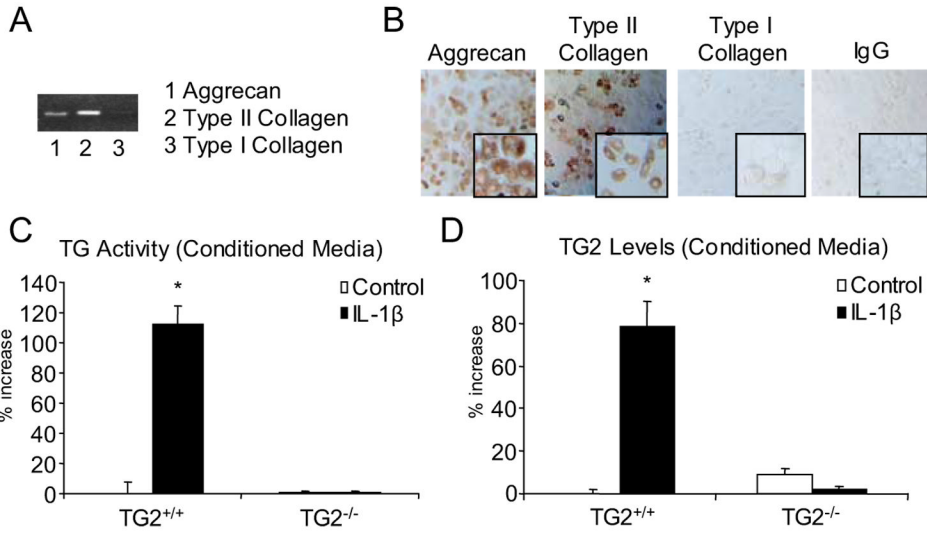 A
1 Aggrecan
2 Type II Collagen
3 Type I Collagen
1 2 3
B
Aggrecan
Type II
Collagen
Type I
Collagen
IgG
C
TG Activity (Conditioned Media)
% increase
140
120
100
80
60
40
20
0
*
Control
IL-1β
TG2+/+
TG2-/-
D
TG2 Levels (Conditioned Media)
% increase
100
80
60
40
20
0
*
Control
IL-1β
TG2+/+
TG2-/-